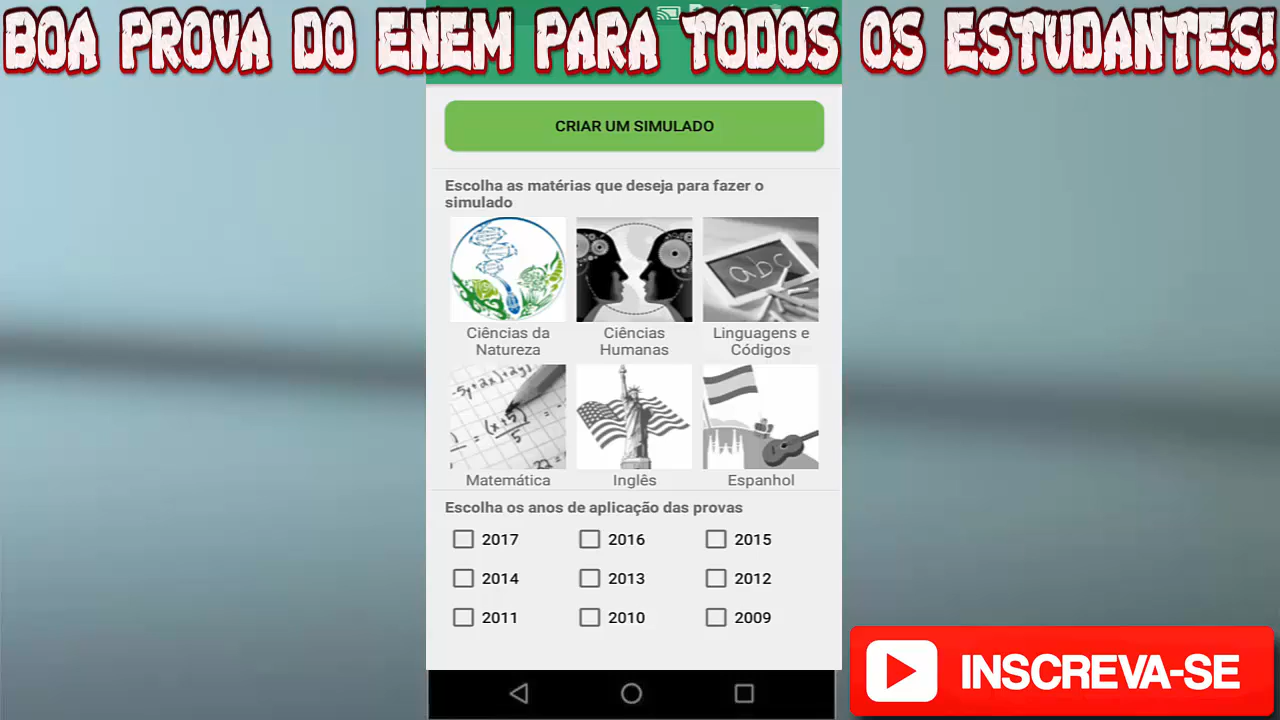 BOA PROVA DO ENEM PARA TODOS OS ESTUDANTES!
CRIAR UM SIMULADO
Escolha as matérias que deseja para fazer o
simulado
abc
Ciências da
Natureza
Ciências
Humanas
Linguagens e
Códigos
Matemática
Inglês
Espanhol
Escolha os anos de aplicação das provas
2017
2016
2015
2014
2013
2012
2011
2010
2009
INSCREVA-SE